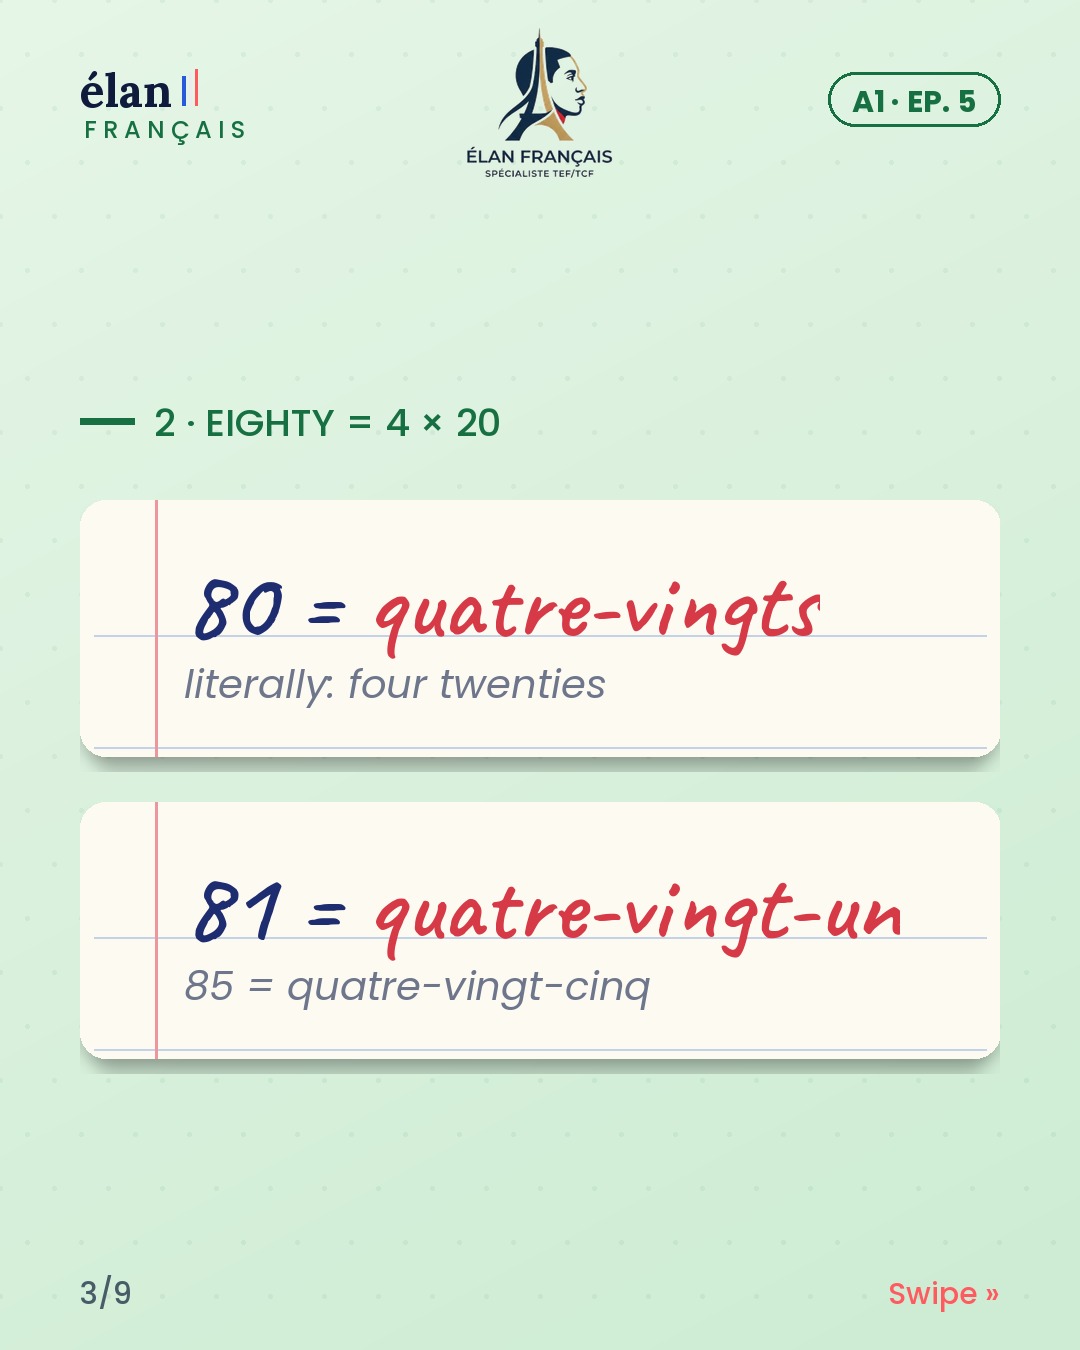 élan
FRANÇAIS
ÉLAN FRANÇAIS
SPÉCIALISTE TEF/TCF
A1 · EP. 5
2 · EIGHTY = 4 × 20
80 = quatre-vingts
literally: four twenties
81 = quatre-vingt-un
85 = quatre-vingt-cinq
3/9
Swipe »